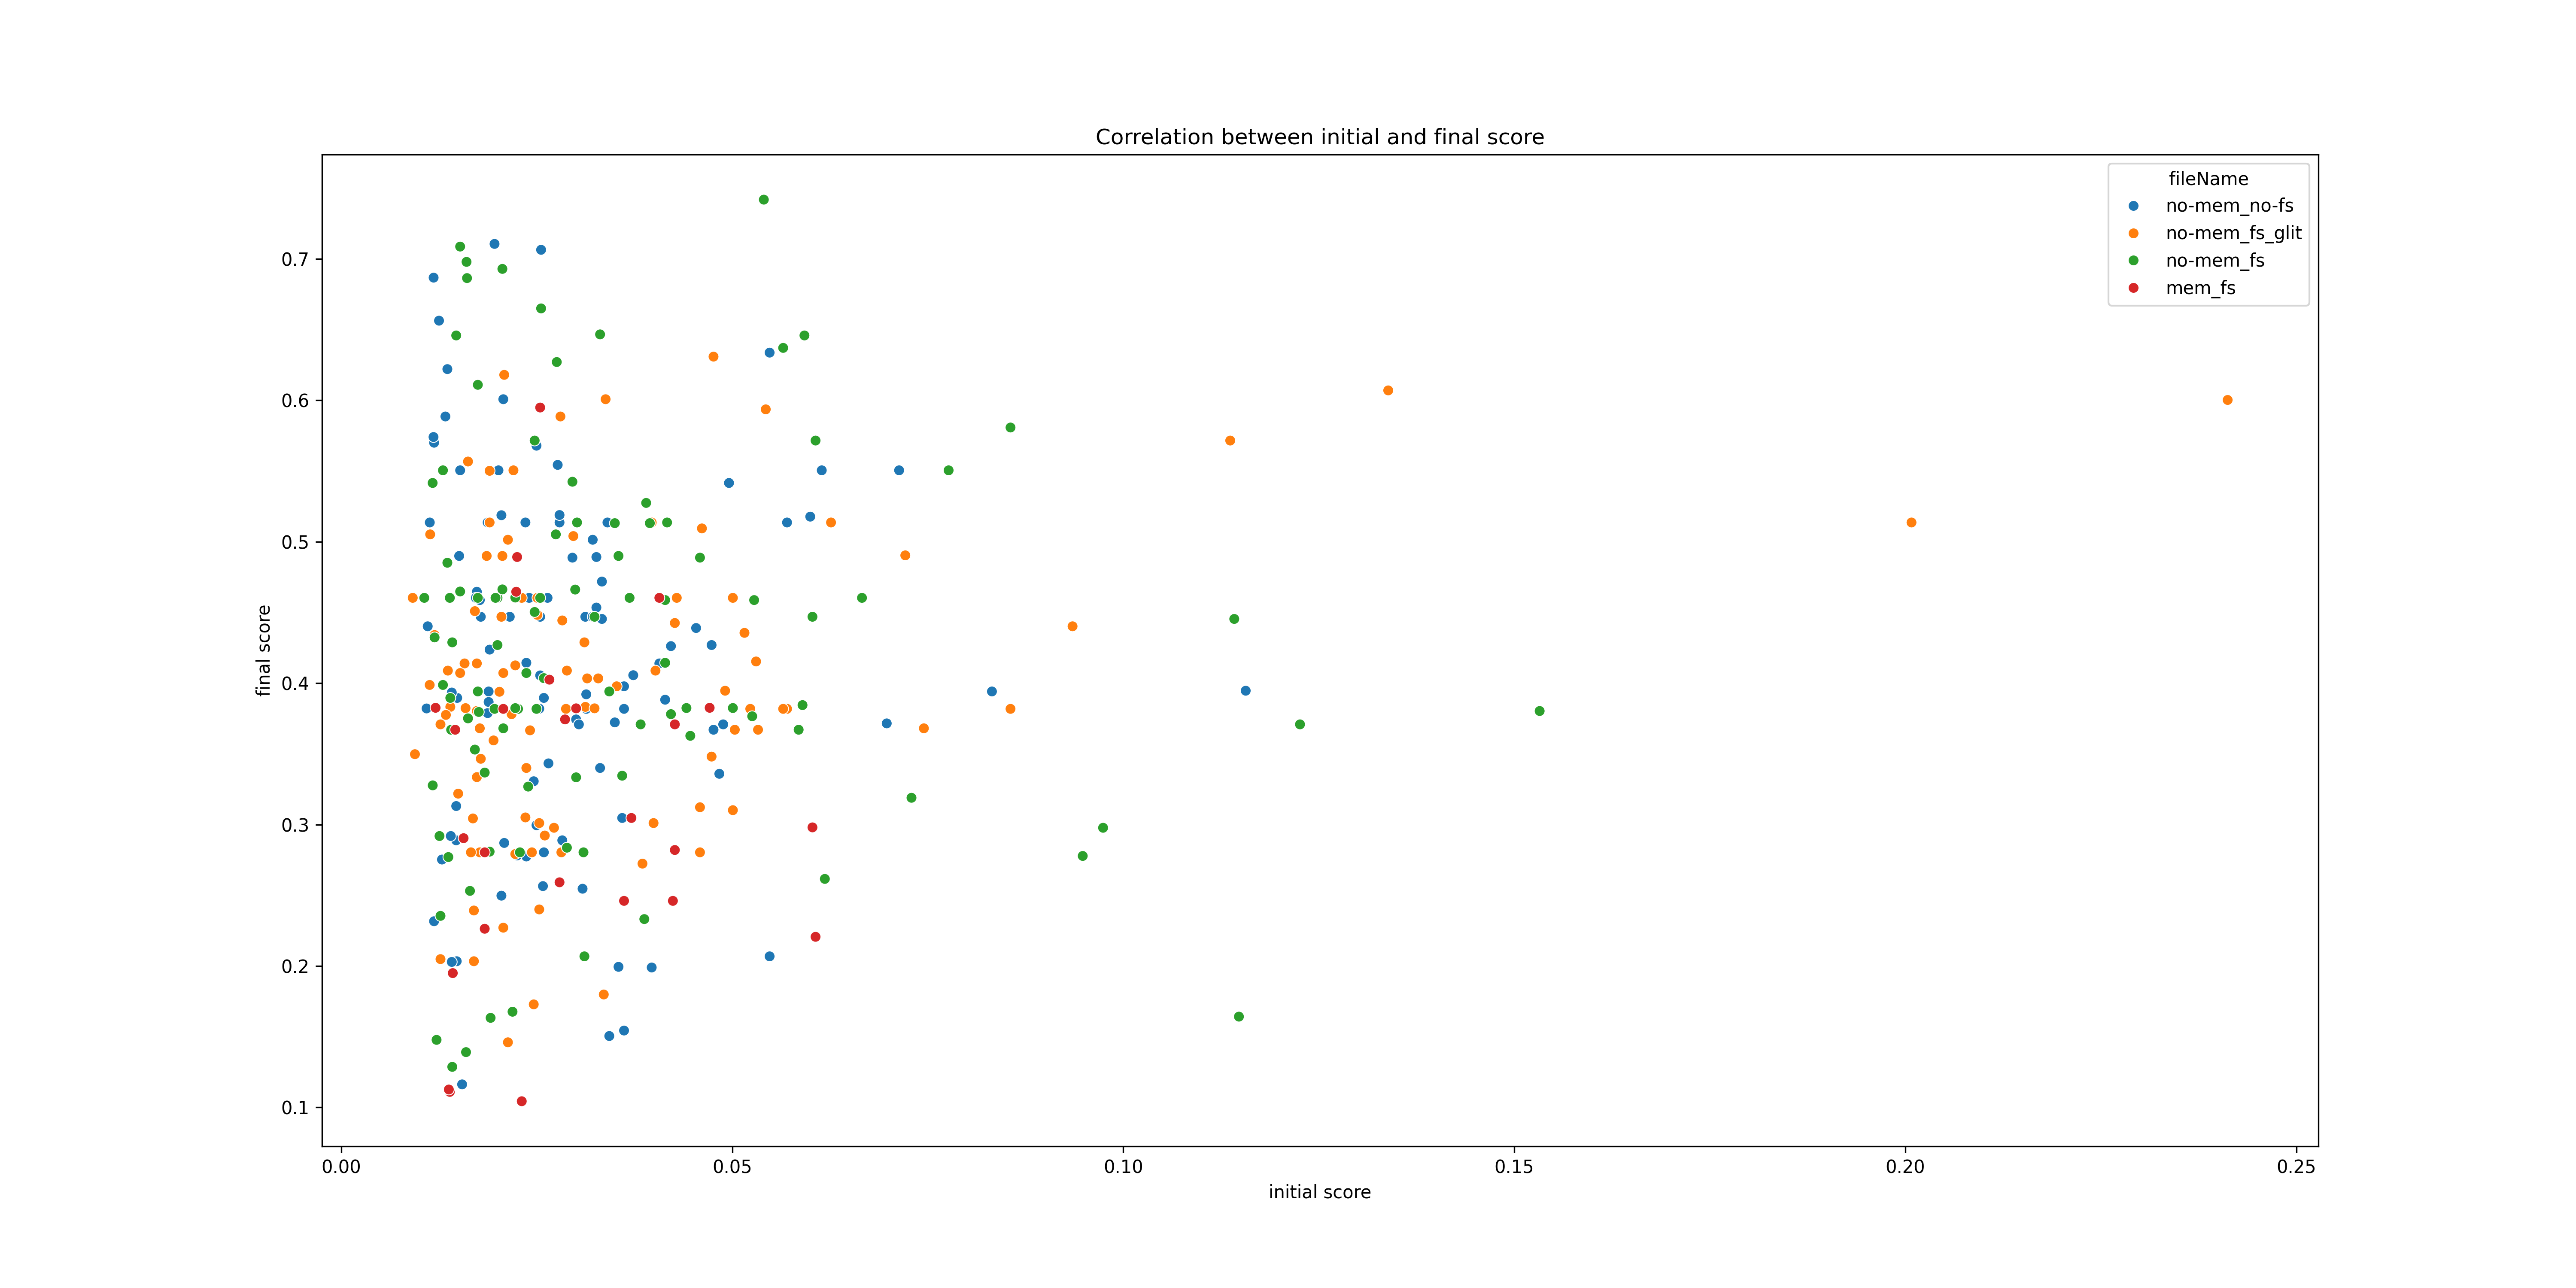 Correlation between initial and final score
fileName
no-mem_no-fs
no-mem_fs_glit
no-mem_fs
mem_fs
0.7
0.6
0.5
0.4
0.3
0.2
0.1
final score
0.00 0.05 0.10 0.15 0.20 0.25
initial score